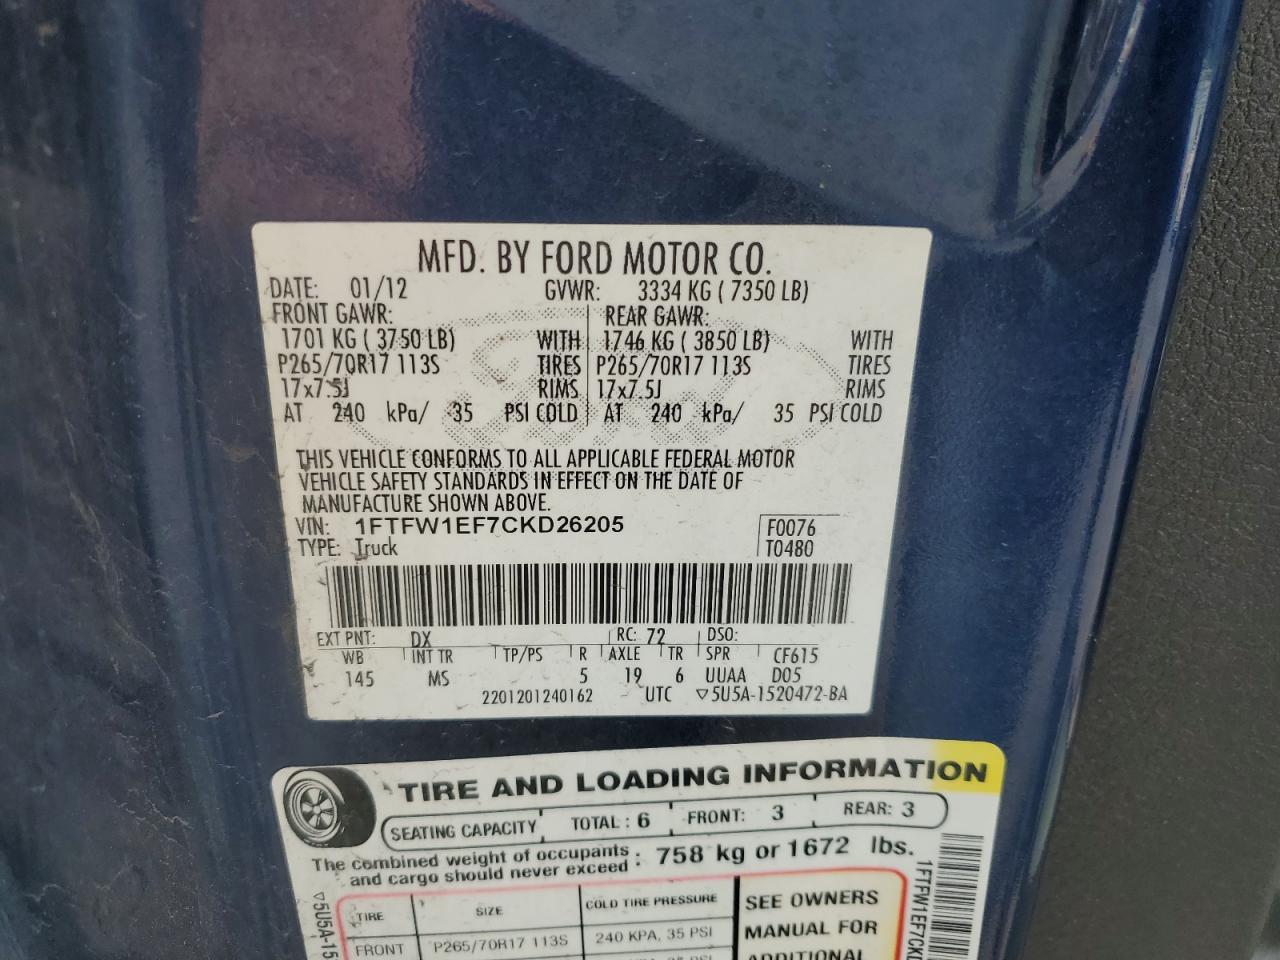 MFD. BY FORD MOTOR CO.
DATE: 01/12 GVWR: 3334 KG ( 7350 LB)
FRONT GAWR: REAR GAWR:
1701 KG ( 3750 LB) WITH 1746 KG ( 3850 LB) WITH
P265/70R17 113S TIRES P265/70R17 113S TIRES
17x7.5J RIMS 17x7.5J RIMS
AT 240 kPa/ 35 PSI COLD AT 240 kPa/ 35 PSI COLD
THIS VEHICLE CONFORMS TO ALL APPLICABLE FEDERAL MOTOR
VEHICLE SAFETY STANDARDS IN EFFECT ON THE DATE OF
MANUFACTURE SHOWN ABOVE.
VIN: 1FTFW1EF7CKD26205 F0076
TYPE: Truck T0480
EXT PNT: DX RC: 72 DSO:
WB INT TR TP/PS R AXLE TR SPR CF615
145 MS 5 19 6 UUAA D05
2201201240162 UTC ▽5U5A-1520472-BA
TIRE AND LOADING INFORMATION
SEATING CAPACITY TOTAL : 6 FRONT: 3 REAR: 3
The combined weight of occupants : 758 kg or 1672 lbs.
and cargo should never exceed
TIRE SIZE COLD TIRE PRESSURE SEE OWNERS
FRONT P265/70R17 113S 240 KPA, 35 PSI MANUAL FOR
ADDITIONAL
▽5U5A-15
1FTFW1EF7CKD